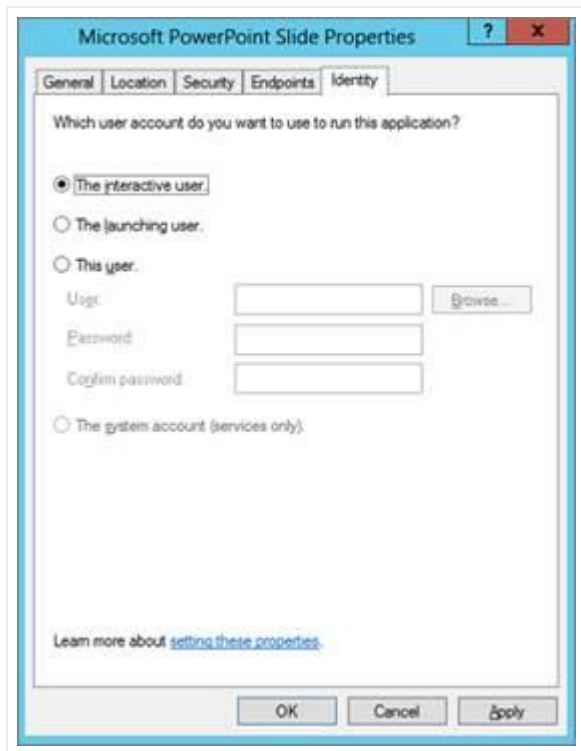 Microsoft PowerPoint Slide Properties ? x
General Location Security Endpoints Identity
Which user account do you want to use to run this application?
The interactive user.
The launching user.
This user.
User:
Browse...
Password:
Confirm password:
The system account (services only).
Learn more about setting these properties.
OK Cancel Apply